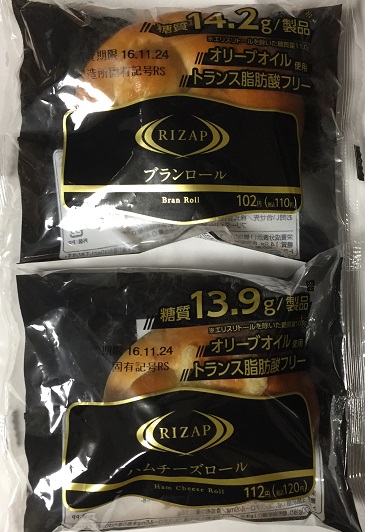 糖質14.2g/製品
※エリスリトールを除いた糖質量11.
期限 16.11.24
オリーブオイル使用
造所固有記号RS
トランス脂肪酸フリー
RIZAP
ブランロール
Bran Roll
102円(税込110円)
糖質13.9g/製品
※エリスリトールを除いた糖質量
期限 16.11.24
オリーブオイル使用
固有記号RS
トランス脂肪酸フリー
RIZAP
ハムチーズロール
Ham Cheese Roll
112円(税込120円)